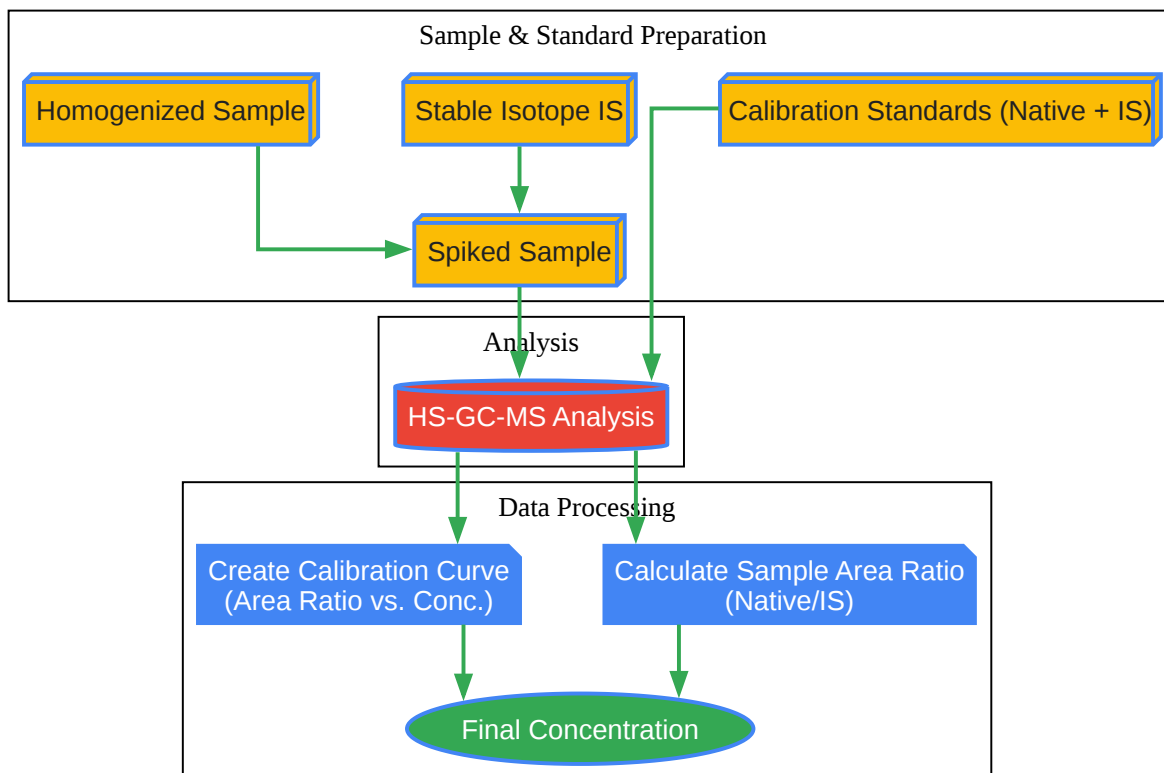 Sample & Standard Preparation
Homogenized Sample
Stable Isotope IS
Calibration Standards (Native + IS)
Spiked Sample
Analysis
HS-GC-MS Analysis
Data Processing
Create Calibration Curve
(Area Ratio vs. Conc.)
Calculate Sample Area Ratio
(Native/IS)
Final Concentration